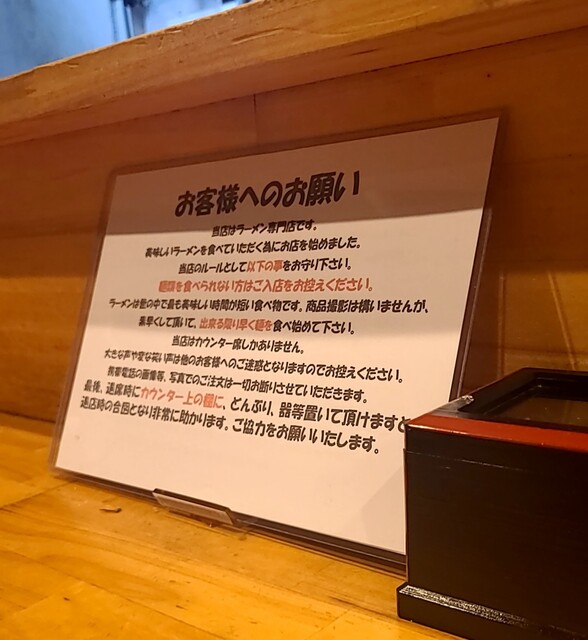 お客様へのお願い
当店はラーメン専門店です。
美味しいラーメンを食べていただく為にお店を始めました。
当店のルールとして以下の事をお守り下さい。
麺類を食べられない方はご入店をお控えください。
ラーメンは世の中で最も美味しい時間が短い食べ物です。商品撮影は構いませんが、
素早くして頂いて、出来る限り早く麺を食べ始めて下さい。
当店はカウンター席しかありません。
大きな声や変な笑い声は他のお客様へのご迷惑となりますのでお控えください。
携帯電話の画像等、写真でのご注文は一切お断りさせていただきます。
最後、退席時にカウンター上の棚に、どんぶり、器等置いて頂けますと
退店時の合図となり非常に助かります。ご協力をお願いいたします。